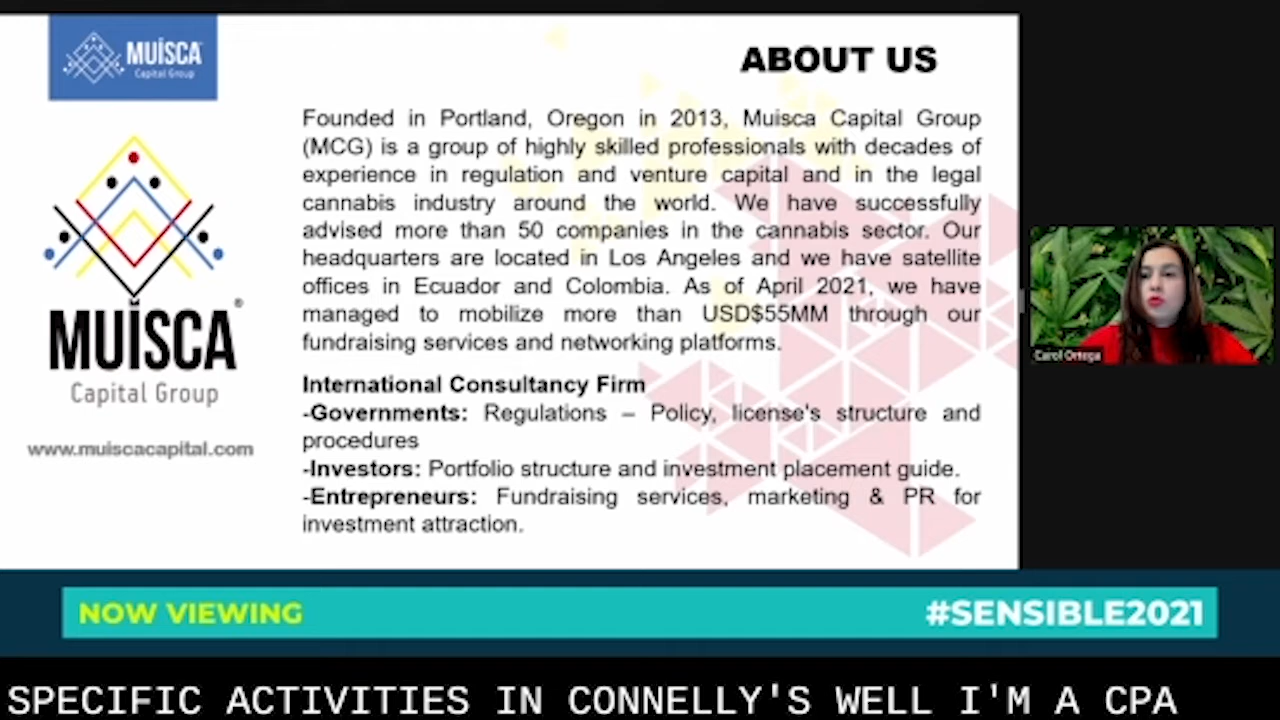 MUÏSCA
Capital Group
ABOUT US
Founded in Portland, Oregon in 2013, Muisca Capital Group
(MCG) is a group of highly skilled professionals with decades of
experience in regulation and venture capital and in the legal
cannabis industry around the world. We have successfully
advised more than 50 companies in the cannabis sector. Our
headquarters are located in Los Angeles and we have satellite
offices in Ecuador and Colombia. As of April 2021, we have
managed to mobilize more than USD$55MM through our
fundraising services and networking platforms.
International Consultancy Firm
-Governments: Regulations – Policy, license's structure and
procedures
-Investors: Portfolio structure and investment placement guide.
-Entrepreneurs: Fundraising services, marketing & PR for
investment attraction.
MUÏSCA®
Capital Group
www.muiscacapital.com
Carol Ortega
NOW VIEWING
#SENSIBLE2021
SPECIFIC ACTIVITIES IN CONNELLY'S WELL I'M A CPA